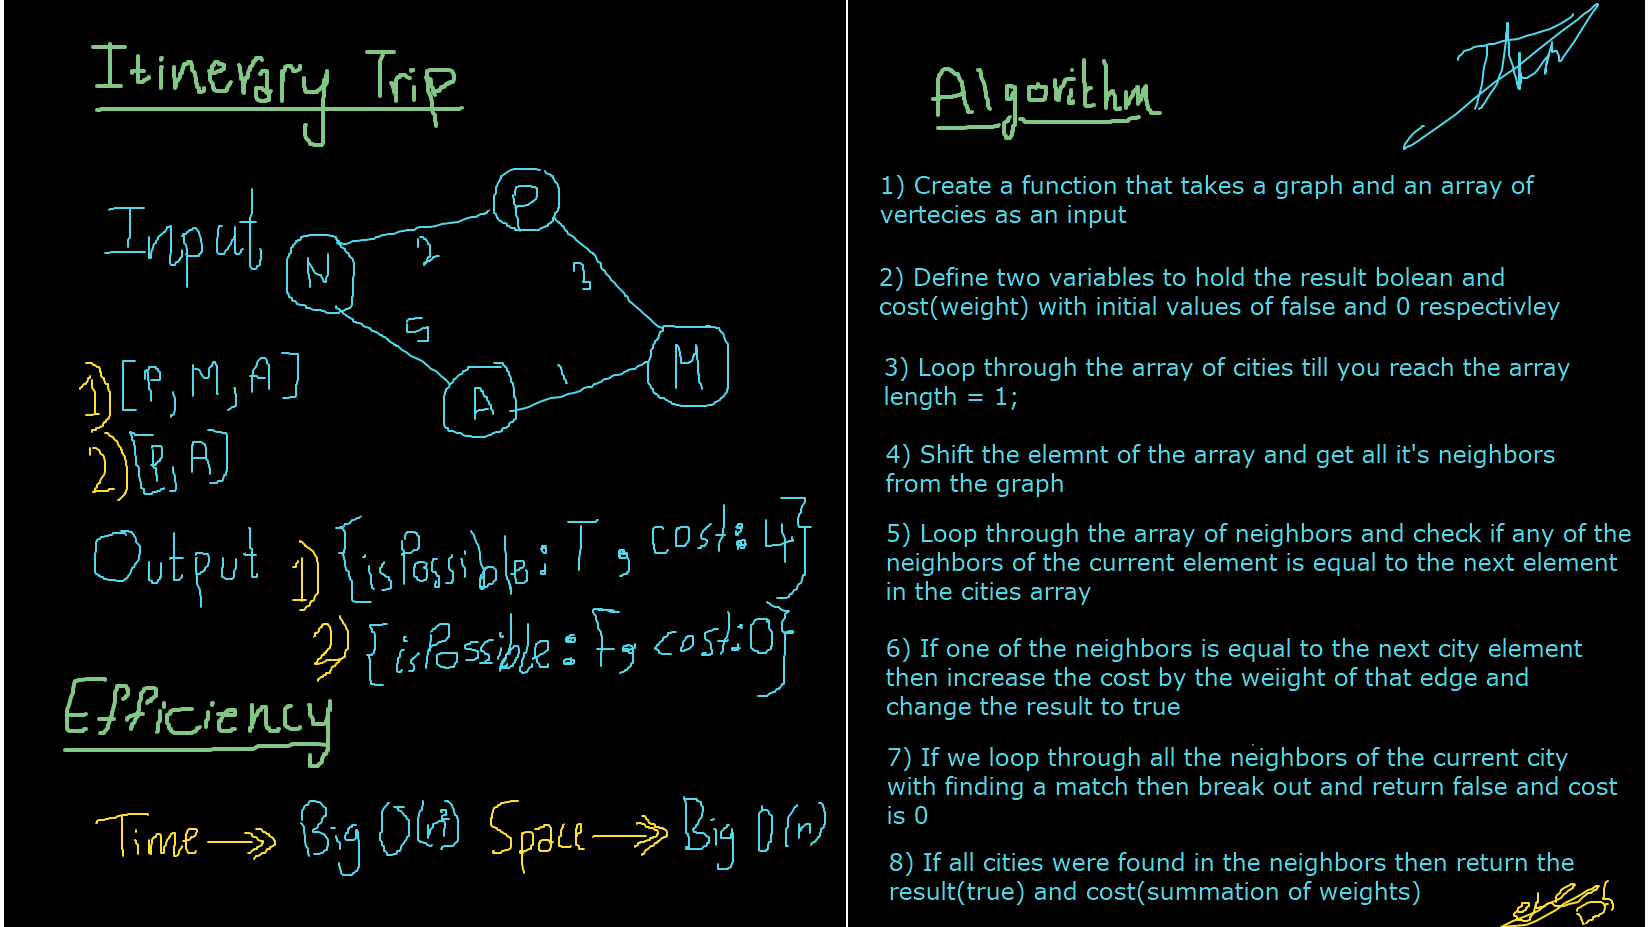 Itinerary Trip
Input
P
2
N
3
5
M
1
A
1) [P, M, A]
2) [P, A]
Output 1) {isPossible: T, cost: 4}
2) {isPossible: F, cost: 0}
Efficiency
Time Big O(n²) Space Big O(n)
Algorithm
1) Create a function that takes a graph and an array of
vertecies as an input
2) Define two variables to hold the result bolean and
cost(weight) with initial values of false and 0 respectivley
3) Loop through the array of cities till you reach the array
length = 1;
4) Shift the elemnt of the array and get all it's neighbors
from the graph
5) Loop through the array of neighbors and check if any of the
neighbors of the current element is equal to the next element
in the cities array
6) If one of the neighbors is equal to the next city element
then increase the cost by the weiight of that edge and
change the result to true
7) If we loop through all the neighbors of the current city
with finding a match then break out and return false and cost
is 0
8) If all cities were found in the neighbors then return the
result(true) and cost(summation of weights)